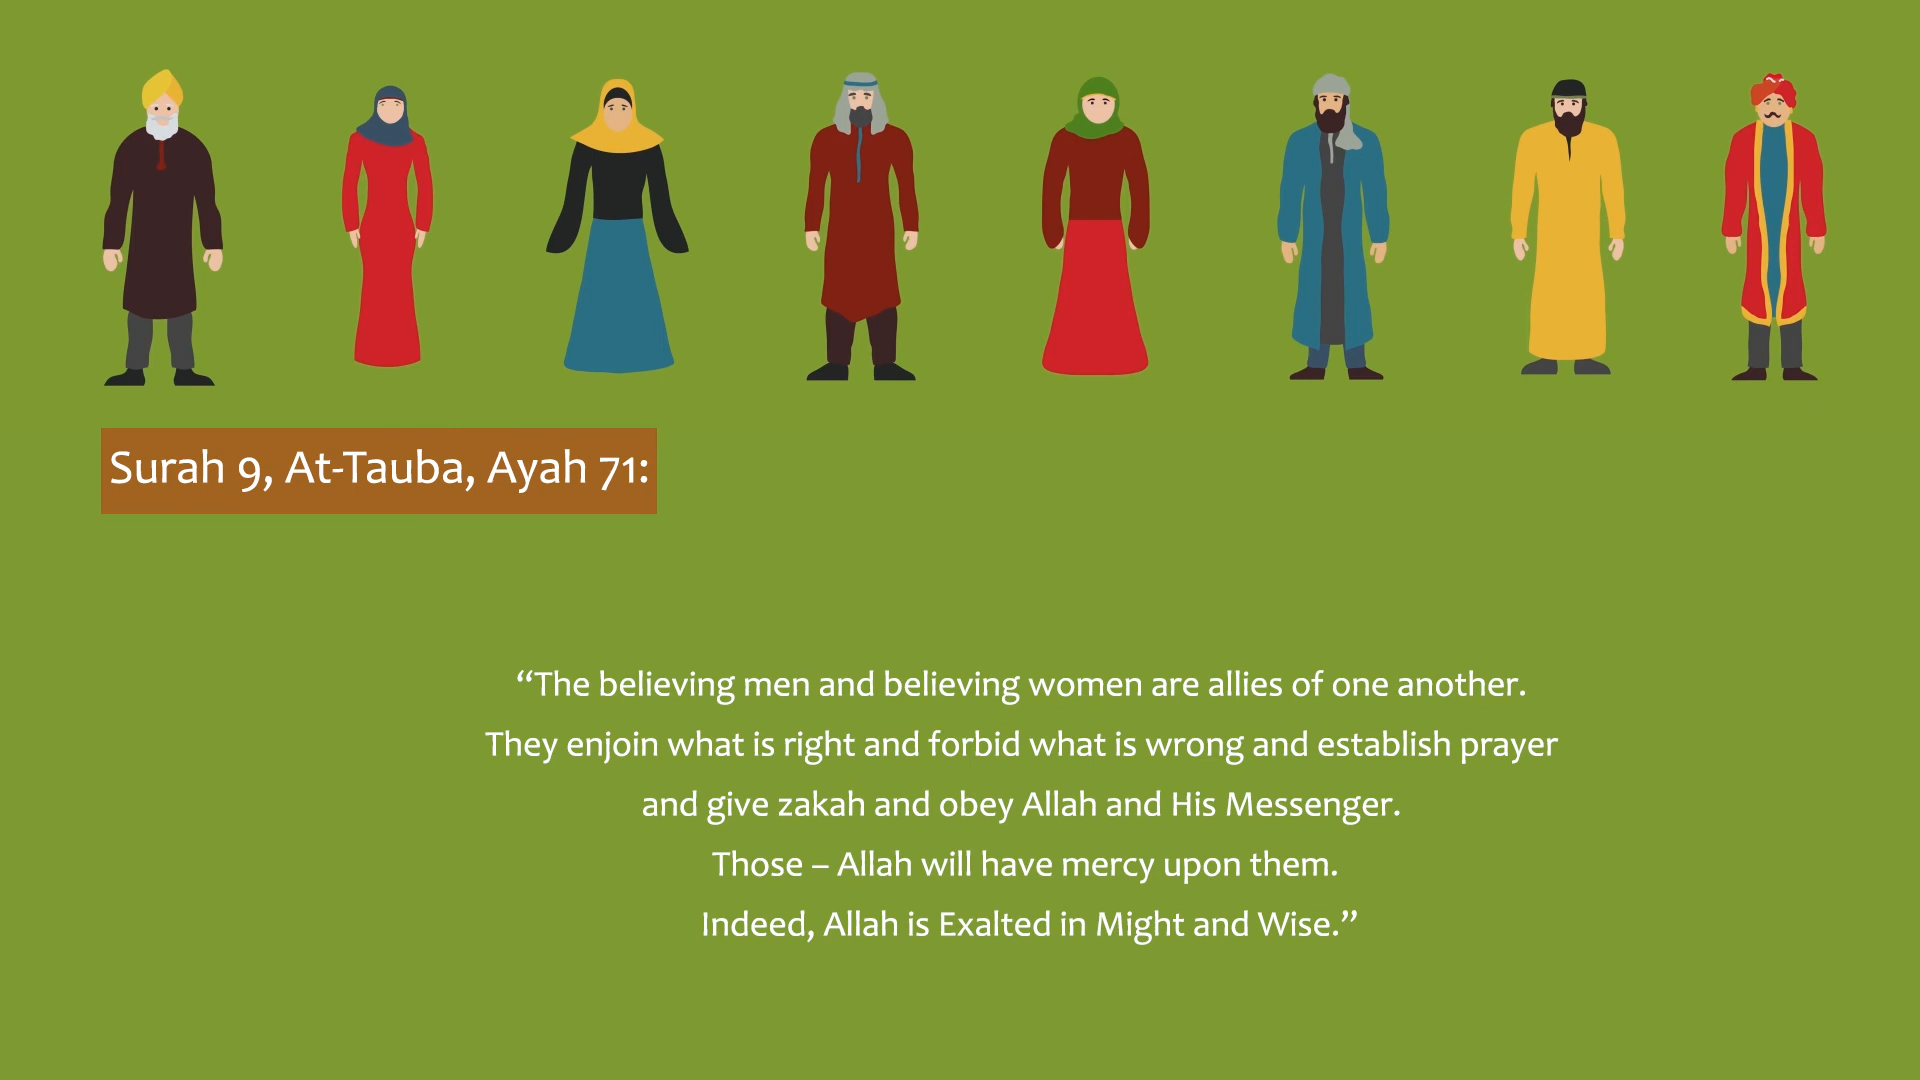 Surah 9, At-Tauba, Ayah 71:
“The believing men and believing women are allies of one another.
They enjoin what is right and forbid what is wrong and establish prayer
and give zakah and obey Allah and His Messenger.
Those – Allah will have mercy upon them.
Indeed, Allah is Exalted in Might and Wise.”